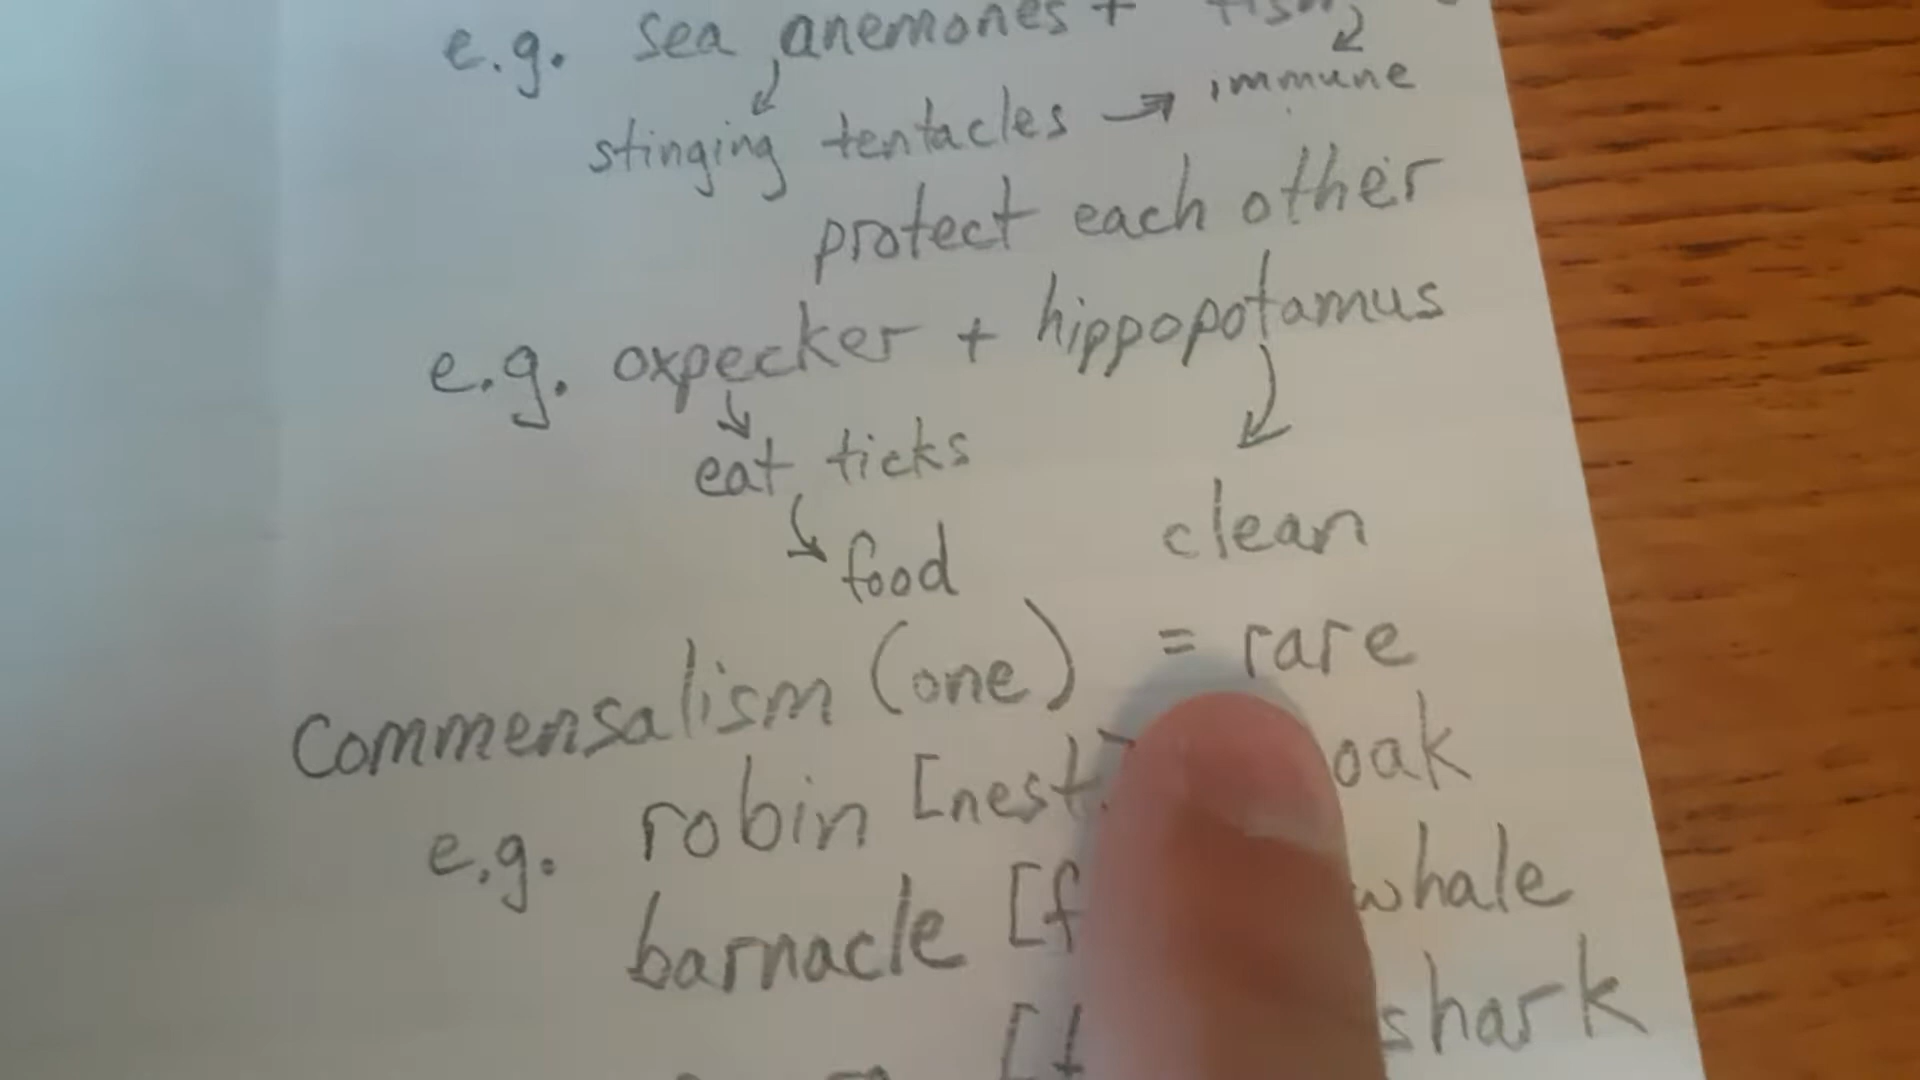 e.g. sea anemones + fish
immune
stinging tentacles →
protect each other
e.g. oxpecker + hippopotamus
eat ticks
clean
food
Commensalism (one) = rare
e.g. robin [nest] oak
barnacle [f whale
[ shark